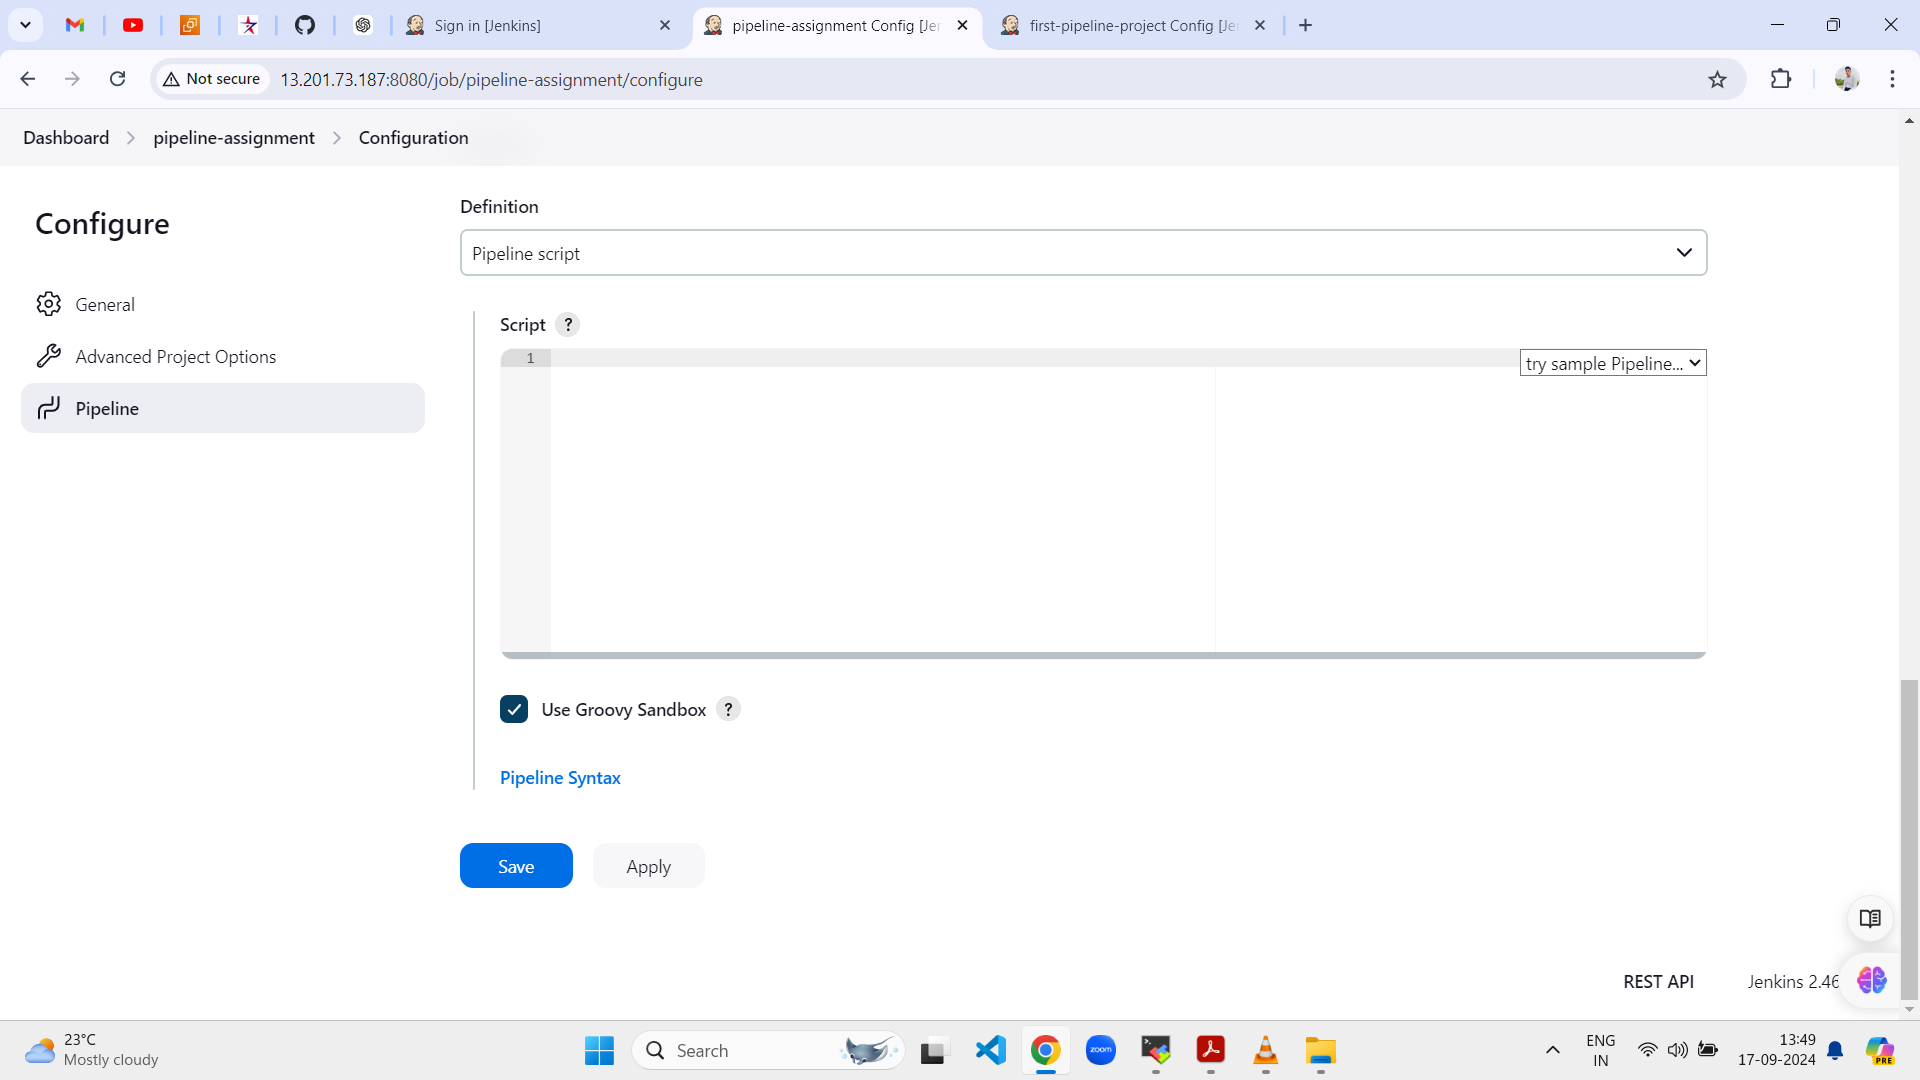 Sign in [Jenkins]
pipeline-assignment Config [Jer
first-pipeline-project Config [Je
Not secure
13.201.73.187:8080/job/pipeline-assignment/configure
Dashboard
pipeline-assignment
Configuration
Configure
General
Advanced Project Options
Pipeline
Definition
Pipeline script
Script ?
1
try sample Pipeline...
Use Groovy Sandbox ?
Pipeline Syntax
Save
Apply
REST API
Jenkins 2.46
23°C
Mostly cloudy
Search
zoom
ENG
IN
13:49
17-09-2024
PRE